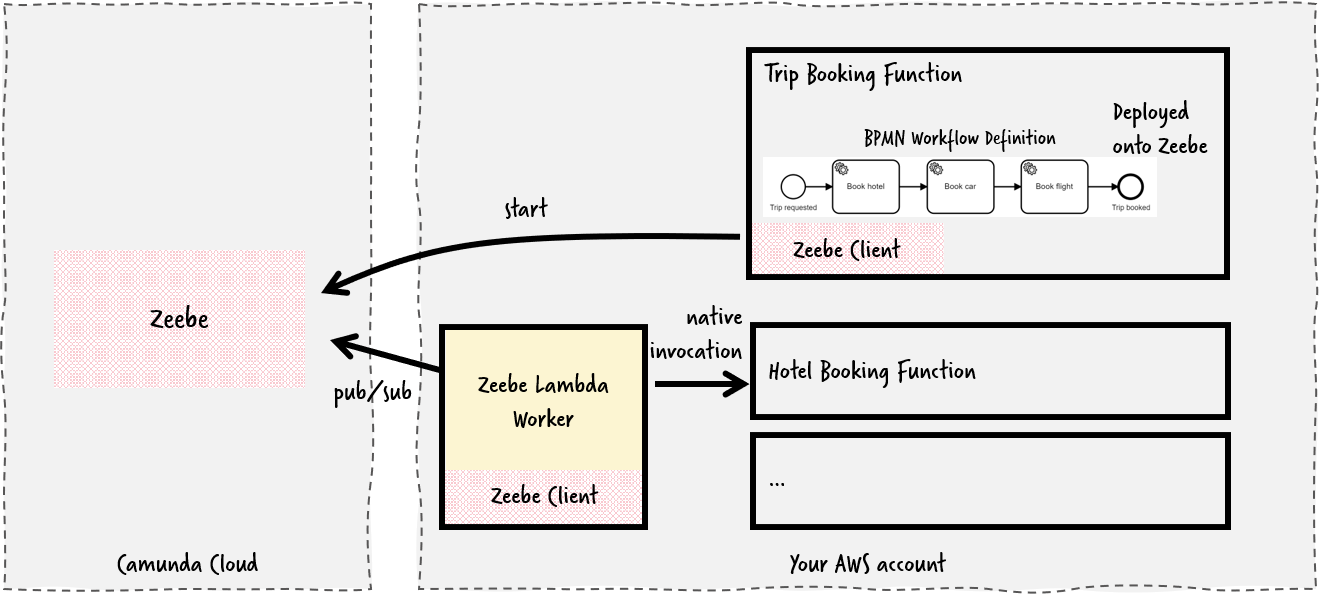 Trip Booking Function
Deployed
onto Zeebe
BPMN Workflow Definition
Book hotel
Book car
Book flight
Trip requested
Trip booked
Zeebe Client
start
Zeebe
pub/sub
Zeebe Lambda
Worker
Zeebe Client
native
invocation
Hotel Booking Function
...
Camunda Cloud
Your AWS account